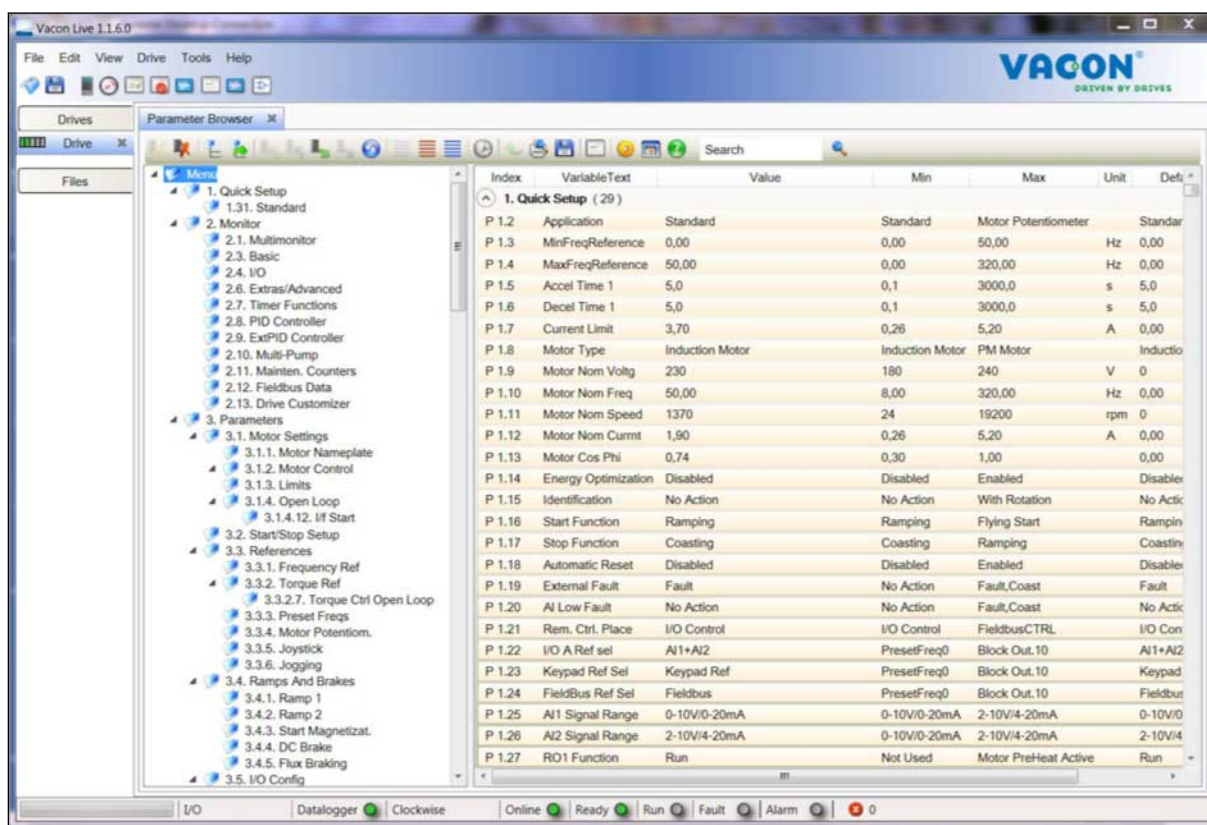 Vacon Live 1.1.6.0
File Edit View Drive Tools Help
VACON®
DRIVEN BY DRIVES
Drives
Drive
Files
Parameter Browser
Search
Menu
1. Quick Setup
1.31. Standard
2. Monitor
2.1. Multimonitor
2.3. Basic
2.4. I/O
2.6. Extras/Advanced
2.7. Timer Functions
2.8. PID Controller
2.9. ExtPID Controller
2.10. Multi-Pump
2.11. Mainten. Counters
2.12. Fieldbus Data
2.13. Drive Customizer
3. Parameters
3.1. Motor Settings
3.1.1. Motor Nameplate
3.1.2. Motor Control
3.1.3. Limits
3.1.4. Open Loop
3.1.4.12. I/f Start
3.2. Start/Stop Setup
3.3. References
3.3.1. Frequency Ref
3.3.2. Torque Ref
3.3.2.7. Torque Ctrl Open Loop
3.3.3. Preset Freqs
3.3.4. Motor Potentiom.
3.3.5. Joystick
3.3.6. Jogging
3.4. Ramps And Brakes
3.4.1. Ramp 1
3.4.2. Ramp 2
3.4.3. Start Magnetizat.
3.4.4. DC Brake
3.4.5. Flux Braking
3.5. I/O Config
Index VariableText Value Min Max Unit Defa
1. Quick Setup (29)
P 1.2 Application Standard Standard Motor Potentiometer Standar
P 1.3 MinFreqReference 0,00 0,00 50,00 Hz 0,00
P 1.4 MaxFreqReference 50,00 0,00 320,00 Hz 0,00
P 1.5 Accel Time 1 5,0 0,1 3000,0 s 5,0
P 1.6 Decel Time 1 5,0 0,1 3000,0 s 5,0
P 1.7 Current Limit 3,70 0,26 5,20 A 0,00
P 1.8 Motor Type Induction Motor Induction Motor PM Motor Inductio
P 1.9 Motor Nom Voltg 230 180 240 V 0
P 1.10 Motor Nom Freq 50,00 8,00 320,00 Hz 0,00
P 1.11 Motor Nom Speed 1370 24 19200 rpm 0
P 1.12 Motor Nom Currnt 1,90 0,26 5,20 A 0,00
P 1.13 Motor Cos Phi 0,74 0,30 1,00 0,00
P 1.14 Energy Optimization Disabled Disabled Enabled Disable
P 1.15 Identification No Action No Action With Rotation No Actic
P 1.16 Start Function Ramping Ramping Flying Start Rampin
P 1.17 Stop Function Coasting Coasting Ramping Coastin
P 1.18 Automatic Reset Disabled Disabled Enabled Disable
P 1.19 External Fault Fault No Action Fault,Coast Fault
P 1.20 AI Low Fault No Action No Action Fault,Coast No Actic
P 1.21 Rem. Ctrl. Place I/O Control I/O Control FieldbusCTRL I/O Con
P 1.22 I/O A Ref sel AI1+AI2 PresetFreq0 Block Out.10 AI1+AI2
P 1.23 Keypad Ref Sel Keypad Ref PresetFreq0 Block Out.10 Keypad
P 1.24 FieldBus Ref Sel Fieldbus PresetFreq0 Block Out.10 Fieldbus
P 1.25 AI1 Signal Range 0-10V/0-20mA 0-10V/0-20mA 2-10V/4-20mA 0-10V/0
P 1.26 AI2 Signal Range 2-10V/4-20mA 0-10V/0-20mA 2-10V/4-20mA 2-10V/4
P 1.27 RO1 Function Run Not Used Motor PreHeat Active Run
I/O Datalogger Clockwise Online Ready Run Fault Alarm 0